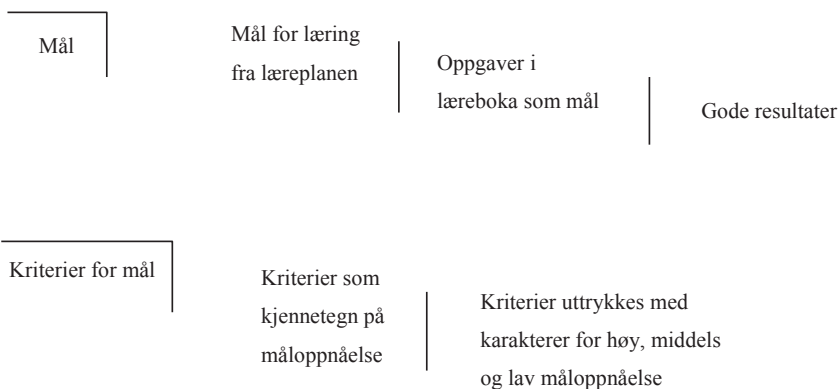 Mål
Mål for læring
fra læreplanen
Oppgaver i
læreboka som mål
Gode resultater
Kriterier for mål
Kriterier som
kjennetegn på
måloppnåelse
Kriterier uttrykkes med
karakterer for høy, middels
og lav måloppnåelse